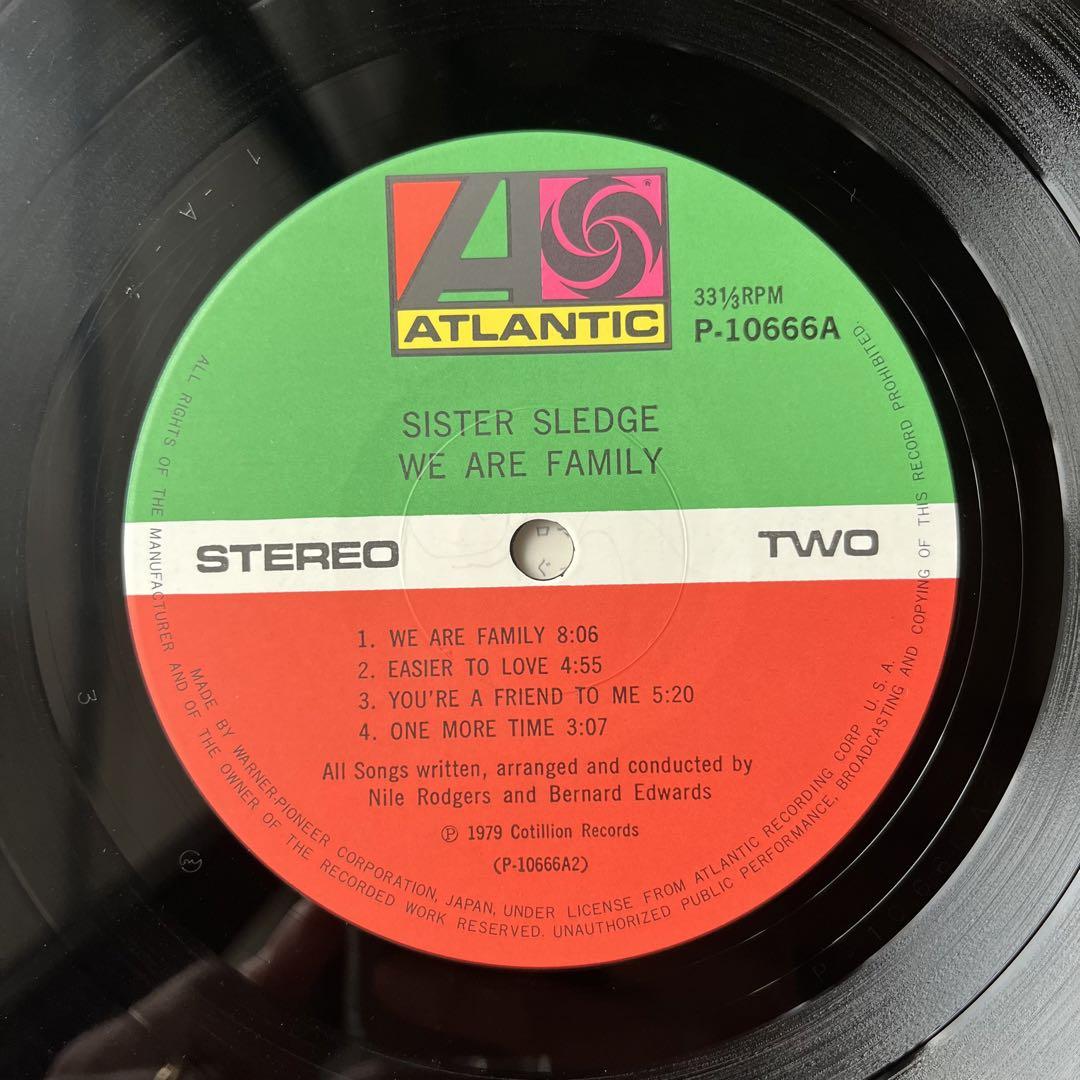 ATLANTIC
®
33⅓RPM
P-10666A
SISTER SLEDGE
WE ARE FAMILY
STEREO
TWO
1. WE ARE FAMILY 8:06
2. EASIER TO LOVE 4:55
3. YOU'RE A FRIEND TO ME 5:20
4. ONE MORE TIME 3:07
All Songs written, arranged and conducted by
Nile Rodgers and Bernard Edwards
℗ 1979 Cotillion Records
(P-10666A2)
MADE BY WARNER-PIONEER CORPORATION, JAPAN, UNDER LICENSE FROM ATLANTIC RECORDING CORP U. S. A.
ALL RIGHTS OF THE MANUFACTURER AND OF THE OWNER OF THE RECORDED WORK RESERVED. UNAUTHORIZED PUBLIC PERFORMANCE, BROADCASTING AND COPYING OF THIS RECORD PROHIBITED.
1-A-
3